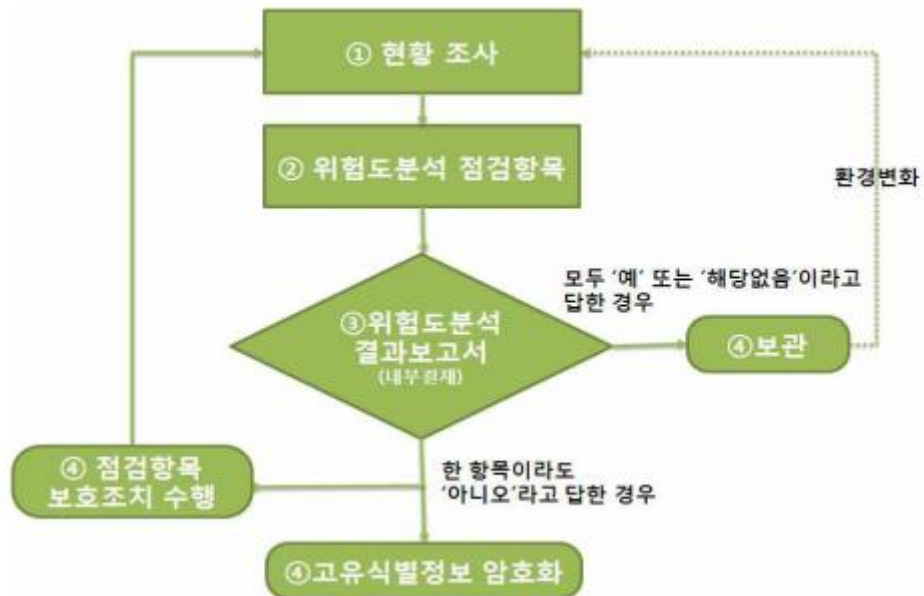 ① 현황 조사
② 위험도분석 점검항목
환경변화
모두 '예' 또는 '해당없음'이라고
답한 경우
③위험도분석
결과보고서
(내부결재)
④보관
④ 점검항목
보호조치 수행
한 항목이라도
'아니오'라고 답한 경우
④고유식별정보 암호화